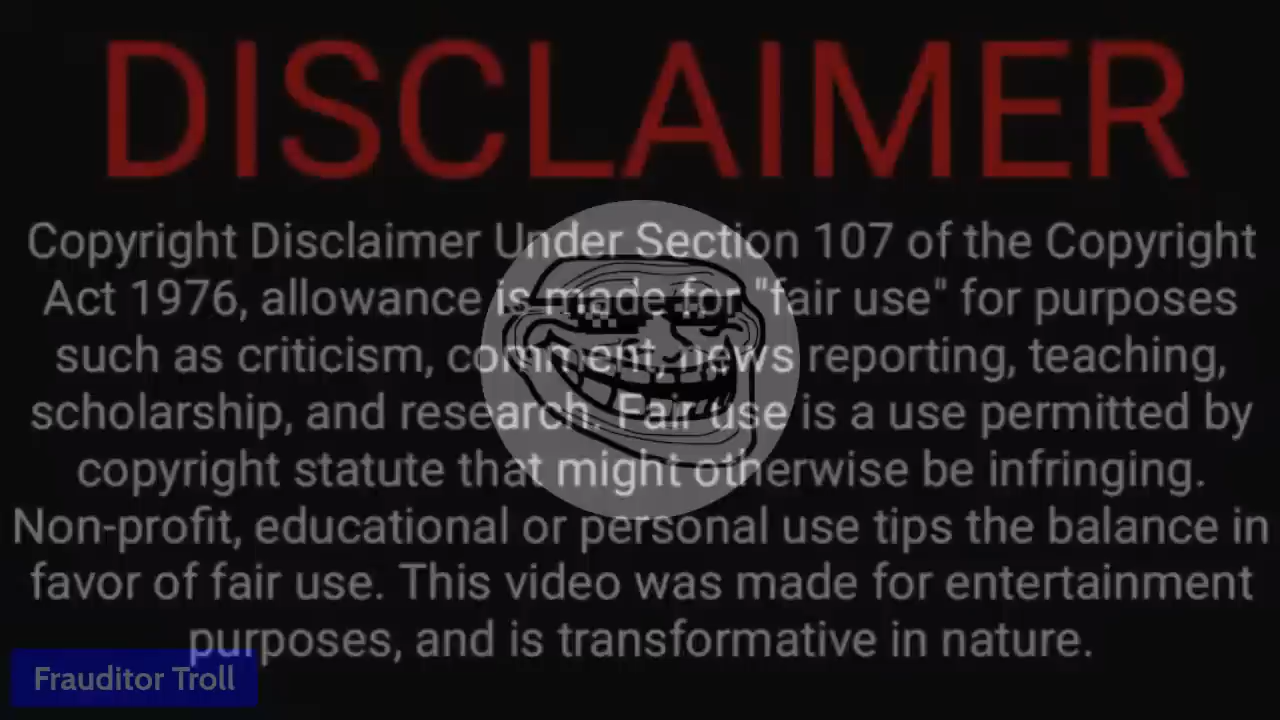 DISCLAIMER
Copyright Disclaimer Under Section 107 of the Copyright
Act 1976, allowance is made for "fair use" for purposes
such as criticism, comment, news reporting, teaching,
scholarship, and research. Fair use is a use permitted by
copyright statute that might otherwise be infringing.
Non-profit, educational or personal use tips the balance in
favor of fair use. This video was made for entertainment
purposes, and is transformative in nature.
Frauditor Troll